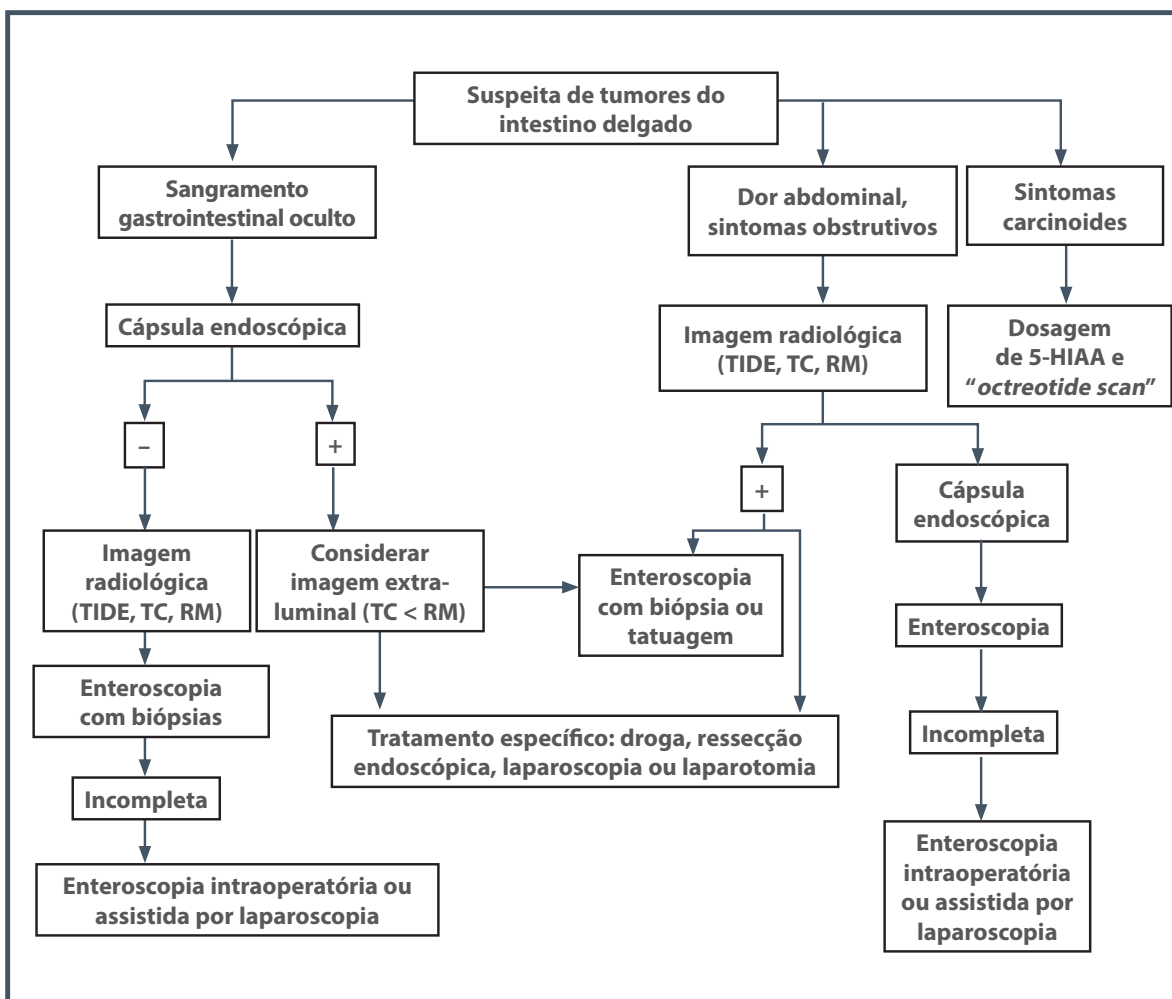 Suspeita de tumores do
intestino delgado
Sangramento
gastrointestinal oculto
Dor abdominal,
sintomas obstrutivos
Sintomas
carcinoides
Cápsula endoscópica
Imagem radiológica
(TIDE, TC, RM)
Dosagem
de 5-HIAA e
“octreotide scan”
–
+
+
Cápsula
endoscópica
Imagem
radiológica
(TIDE, TC, RM)
Considerar
imagem extra-
luminal (TC < RM)
Enteroscopia
com biópsia ou
tatuagem
Enteroscopia
Enteroscopia
com biópsias
Tratamento específico: droga, ressecção
endoscópica, laparoscopia ou laparotomia
Incompleta
Incompleta
Enteroscopia intraoperatória ou
assistida por laparoscopia
Enteroscopia
intraoperatória
ou assistida por
laparoscopia